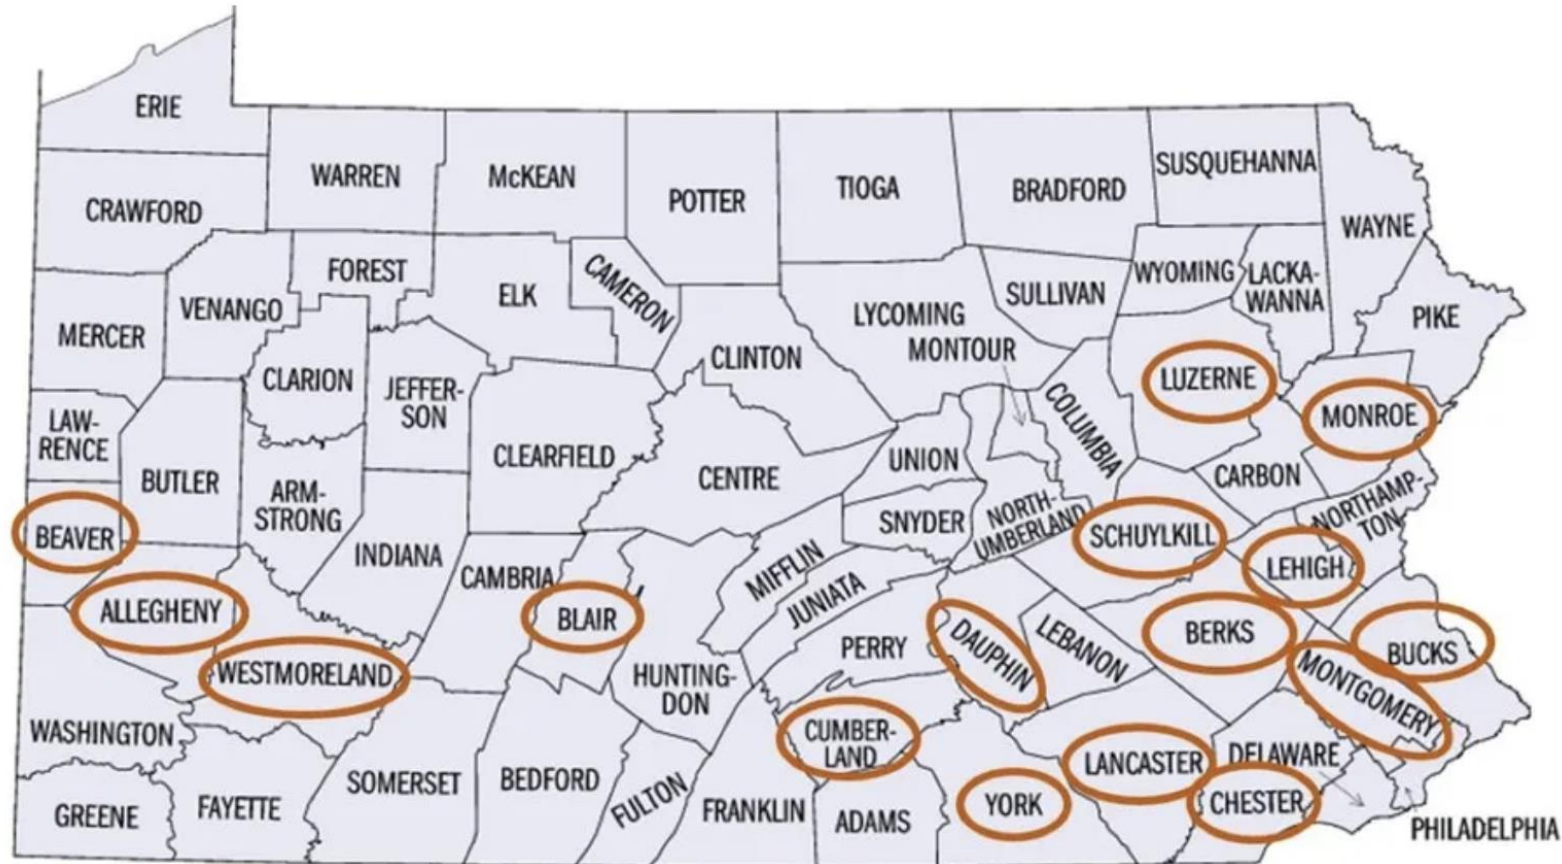 ERIE
WARREN
McKEAN
POTTER
TIOGA
BRADFORD
SUSQUEHANNA
WAYNE
CRAWFORD
FOREST
ELK
CAMERON
WYOMING
LACKA-
WANNA
PIKE
VENANGO
SULLIVAN
LYCOMING
MERCER
CLARION
JEFFER-
SON
CLINTON
MONTOUR
COLUMBIA
LUZERNE
MONROE
LAW-
RENCE
BUTLER
ARM-
STRONG
CLEARFIELD
CENTRE
UNION
CARBON
NORTHAMP-
TON
BEAVER
INDIANA
SNYDER
NORTH-
UMBERLAND
SCHUYLKILL
LEHIGH
ALLEGHENY
CAMBRIA
BLAIR
MIFFLIN
JUNIATA
PERRY
DAUPHIN
LEBANON
BERKS
BUCKS
WESTMORELAND
HUNTING-
DON
MONTGOMERY
WASHINGTON
CUMBER-
LAND
LANCASTER
DELAWARE
GREENE
FAYETTE
SOMERSET
BEDFORD
FULTON
FRANKLIN
ADAMS
YORK
CHESTER
PHILADELPHIA